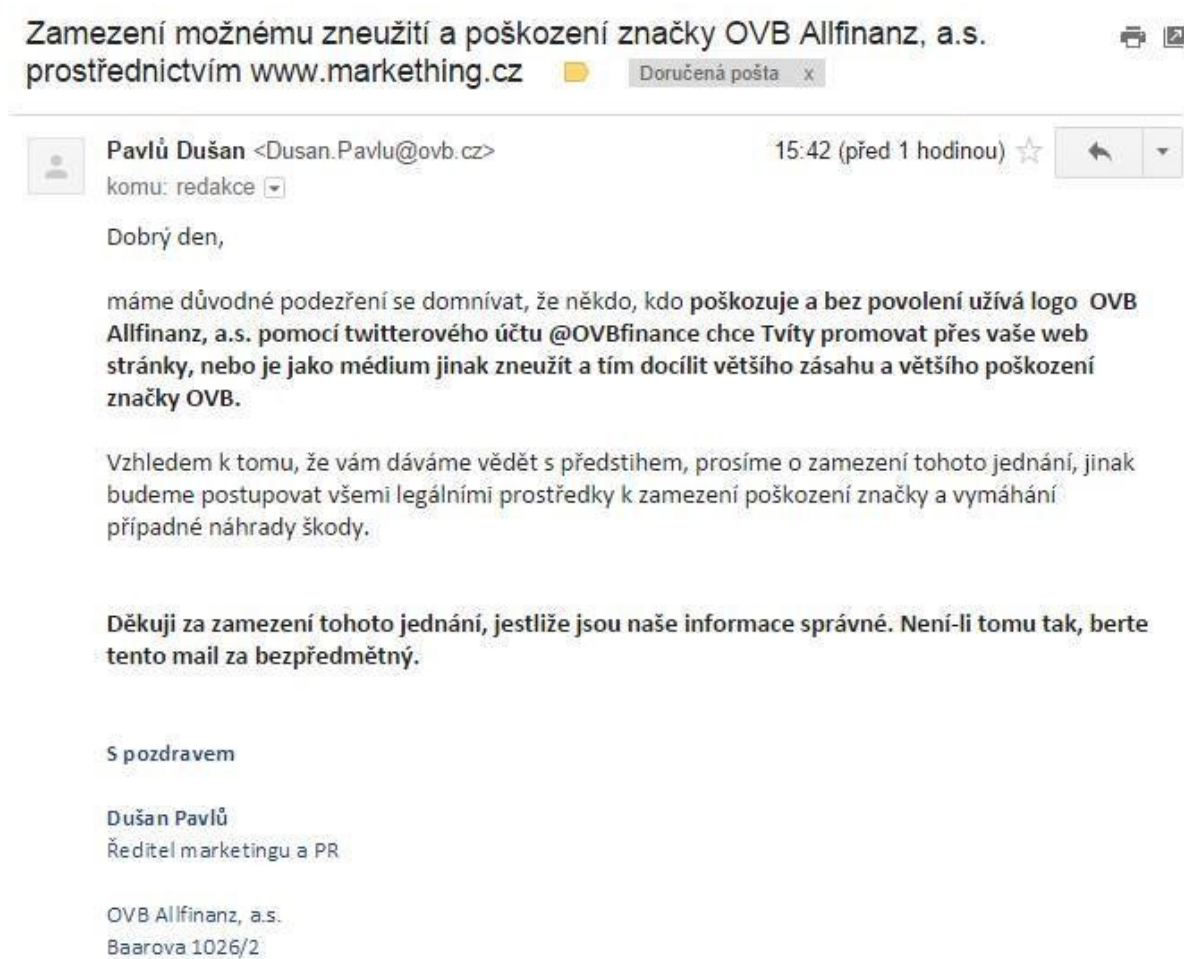 Zamezení možnému zneužití a poškození značky OVB Allfinanz, a.s.
prostřednictvím www.markething.cz Doručená pošta x
Pavlů Dušan <Dusan.Pavlu@ovb.cz> 15:42 (před 1 hodinou)
komu: redakce
Dobrý den,
máme důvodné podezření se domnívat, že někdo, kdo poškozuje a bez povolení užívá logo OVB
Allfinanz, a.s. pomocí twitterového účtu @OVBfinance chce Tvíty promovat přes vaše web
stránky, nebo je jako médium jinak zneužít a tím docílit většího zásahu a většího poškození
značky OVB.
Vzhledem k tomu, že vám dáváme vědět s předstihem, prosíme o zamezení tohoto jednání, jinak
budeme postupovat všemi legálními prostředky k zamezení poškození značky a vymáhání
případné náhrady škody.
Děkuji za zamezení tohoto jednání, jestliže jsou naše informace správné. Není-li tomu tak, berte
tento mail za bezpředmětný.
S pozdravem
Dušan Pavlů
Ředitel marketingu a PR
OVB Allfinanz, a.s.
Baarova 1026/2